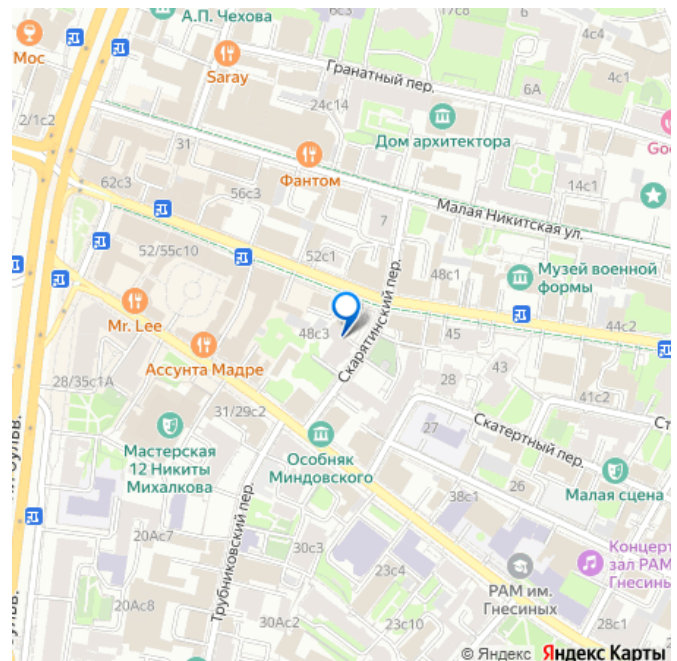 А.П. Чехова
6с3
17с8
4с4
Мос
Saray
Гранатный пер.
6А
4с1
2/1с2
24с14
Дом архитектора
31
Фантом
62с3
56с3
14с1
7
Малая Никитская ул.
52/55с10
52с1
48с1
Музей военной
формы
Mr. Lee
48с3
Скарятинский пер.
45
44с2
Ассунта Мадре
28/35с1А
28
43
41с2
31/29с2
27
Скатертный пер.
Мастерская
12 Никиты
Михалкова
Особняк
Миндовского
26
Малая сцена
38с1
Трубниковский пер.
20Ас7
30с3
23с4
Концерт
зал РАМ
Гнесины
РАМ им.
Гнесиных
20Ас8
30Ас2
23с10
28с1
© Яндекс Яндекс Карты